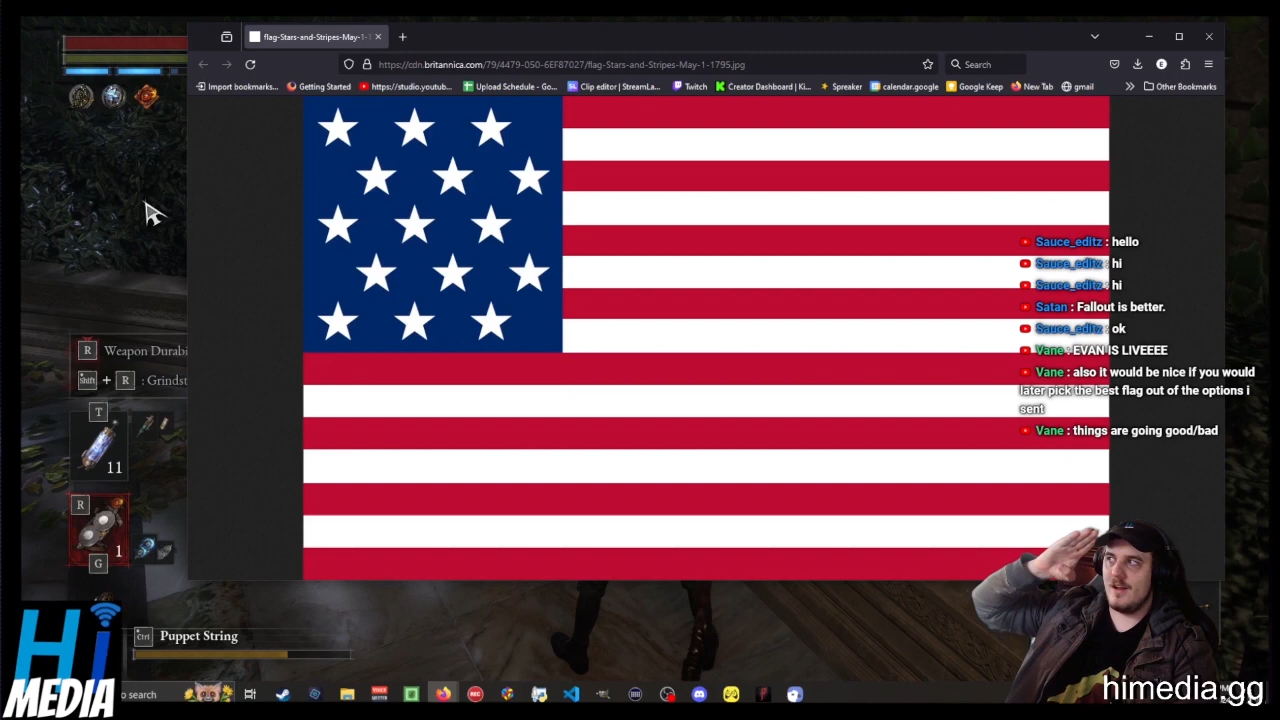 flag-Stars-and-Stripes-May-1-1
https://cdn.britannica.com/79/4479-050-6EF87027/flag-Stars-and-Stripes-May-1-1795.jpg
Search
Import bookmarks...
Getting Started
https://studio.youtub...
Upload Schedule - Go...
Clip editor | StreamLa...
Twitch
Creator Dashboard | Ki...
Spreaker
calendar.google
Google Keep
New Tab
gmail
Other Bookmarks
Sauce_editz : hello
Sauce_editz : hi
Sauce_editz : hi
Satan : Fallout is better.
Sauce_editz : ok
Vane : EVAN IS LIVEEEE
Vane : also it would be nice if you would
later pick the best flag out of the options i
sent
Vane : things are going good/bad
R Weapon Durabi
Shift + R : Grindst
T
11
R
1
G
Ctrl Puppet String
Hi
MEDIA
o search
REC
himedia.gg